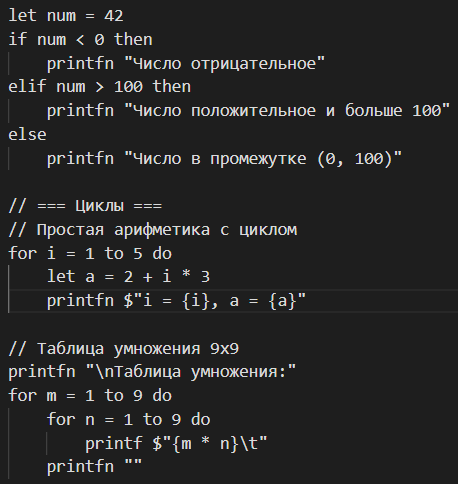 let num = 42
if num < 0 then
    printfn "Число отрицательное"
elif num > 100 then
    printfn "Число положительное и больше 100"
else
    printfn "Число в промежутке (0, 100)"

// === Циклы ===
// Простая арифметика с циклом
for i = 1 to 5 do
    let a = 2 + i * 3
    printfn $"i = {i}, a = {a}"

// Таблица умножения 9x9
printfn "\nТаблица умножения:"
for m = 1 to 9 do
    for n = 1 to 9 do
        printf $"{m * n}\t"
    printfn ""